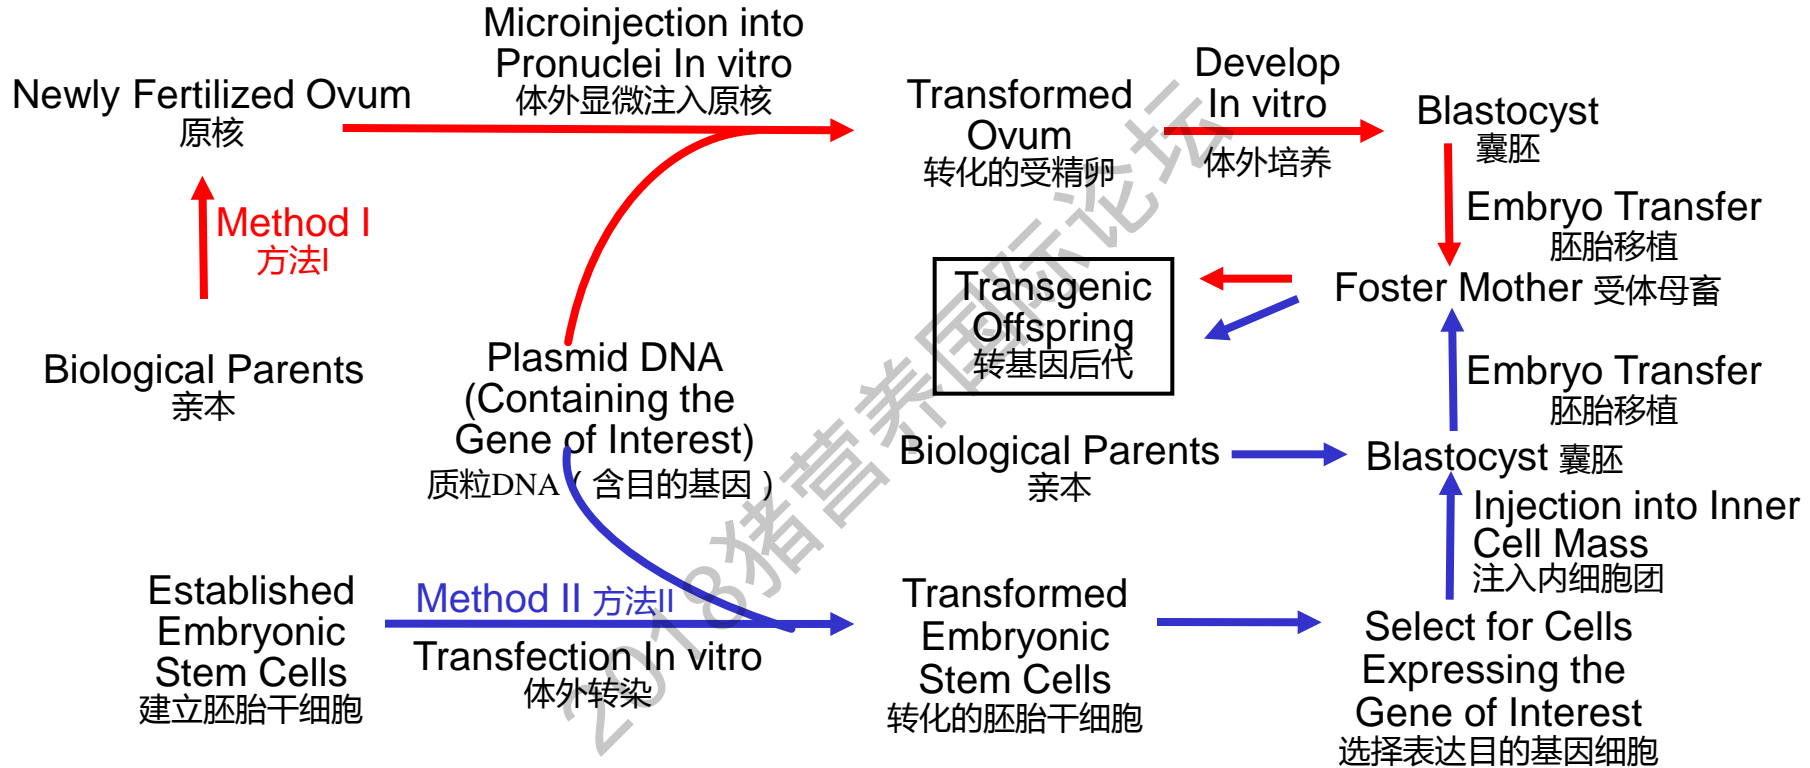 Microinjection into
Pronuclei In vitro
体外显微注入原核
Newly Fertilized Ovum
原核
Transformed
Ovum
转化的受精卵
Develop
In vitro
体外培养
Blastocyst
囊胚
Method I
方法I
Embryo Transfer
胚胎移植
Transgenic
Offspring
转基因后代
Foster Mother 受体母畜
Biological Parents
亲本
Plasmid DNA
(Containing the
Gene of Interest)
质粒DNA（含目的基因）
Embryo Transfer
胚胎移植
Biological Parents
亲本
Blastocyst 囊胚
Injection into Inner
Cell Mass
注入内细胞团
Established
Embryonic
Stem Cells
建立胚胎干细胞
Method II 方法II
Transfection In vitro
体外转染
Transformed
Embryonic
Stem Cells
转化的胚胎干细胞
Select for Cells
Expressing the
Gene of Interest
选择表达目的基因细胞
2018猪营养国际论坛